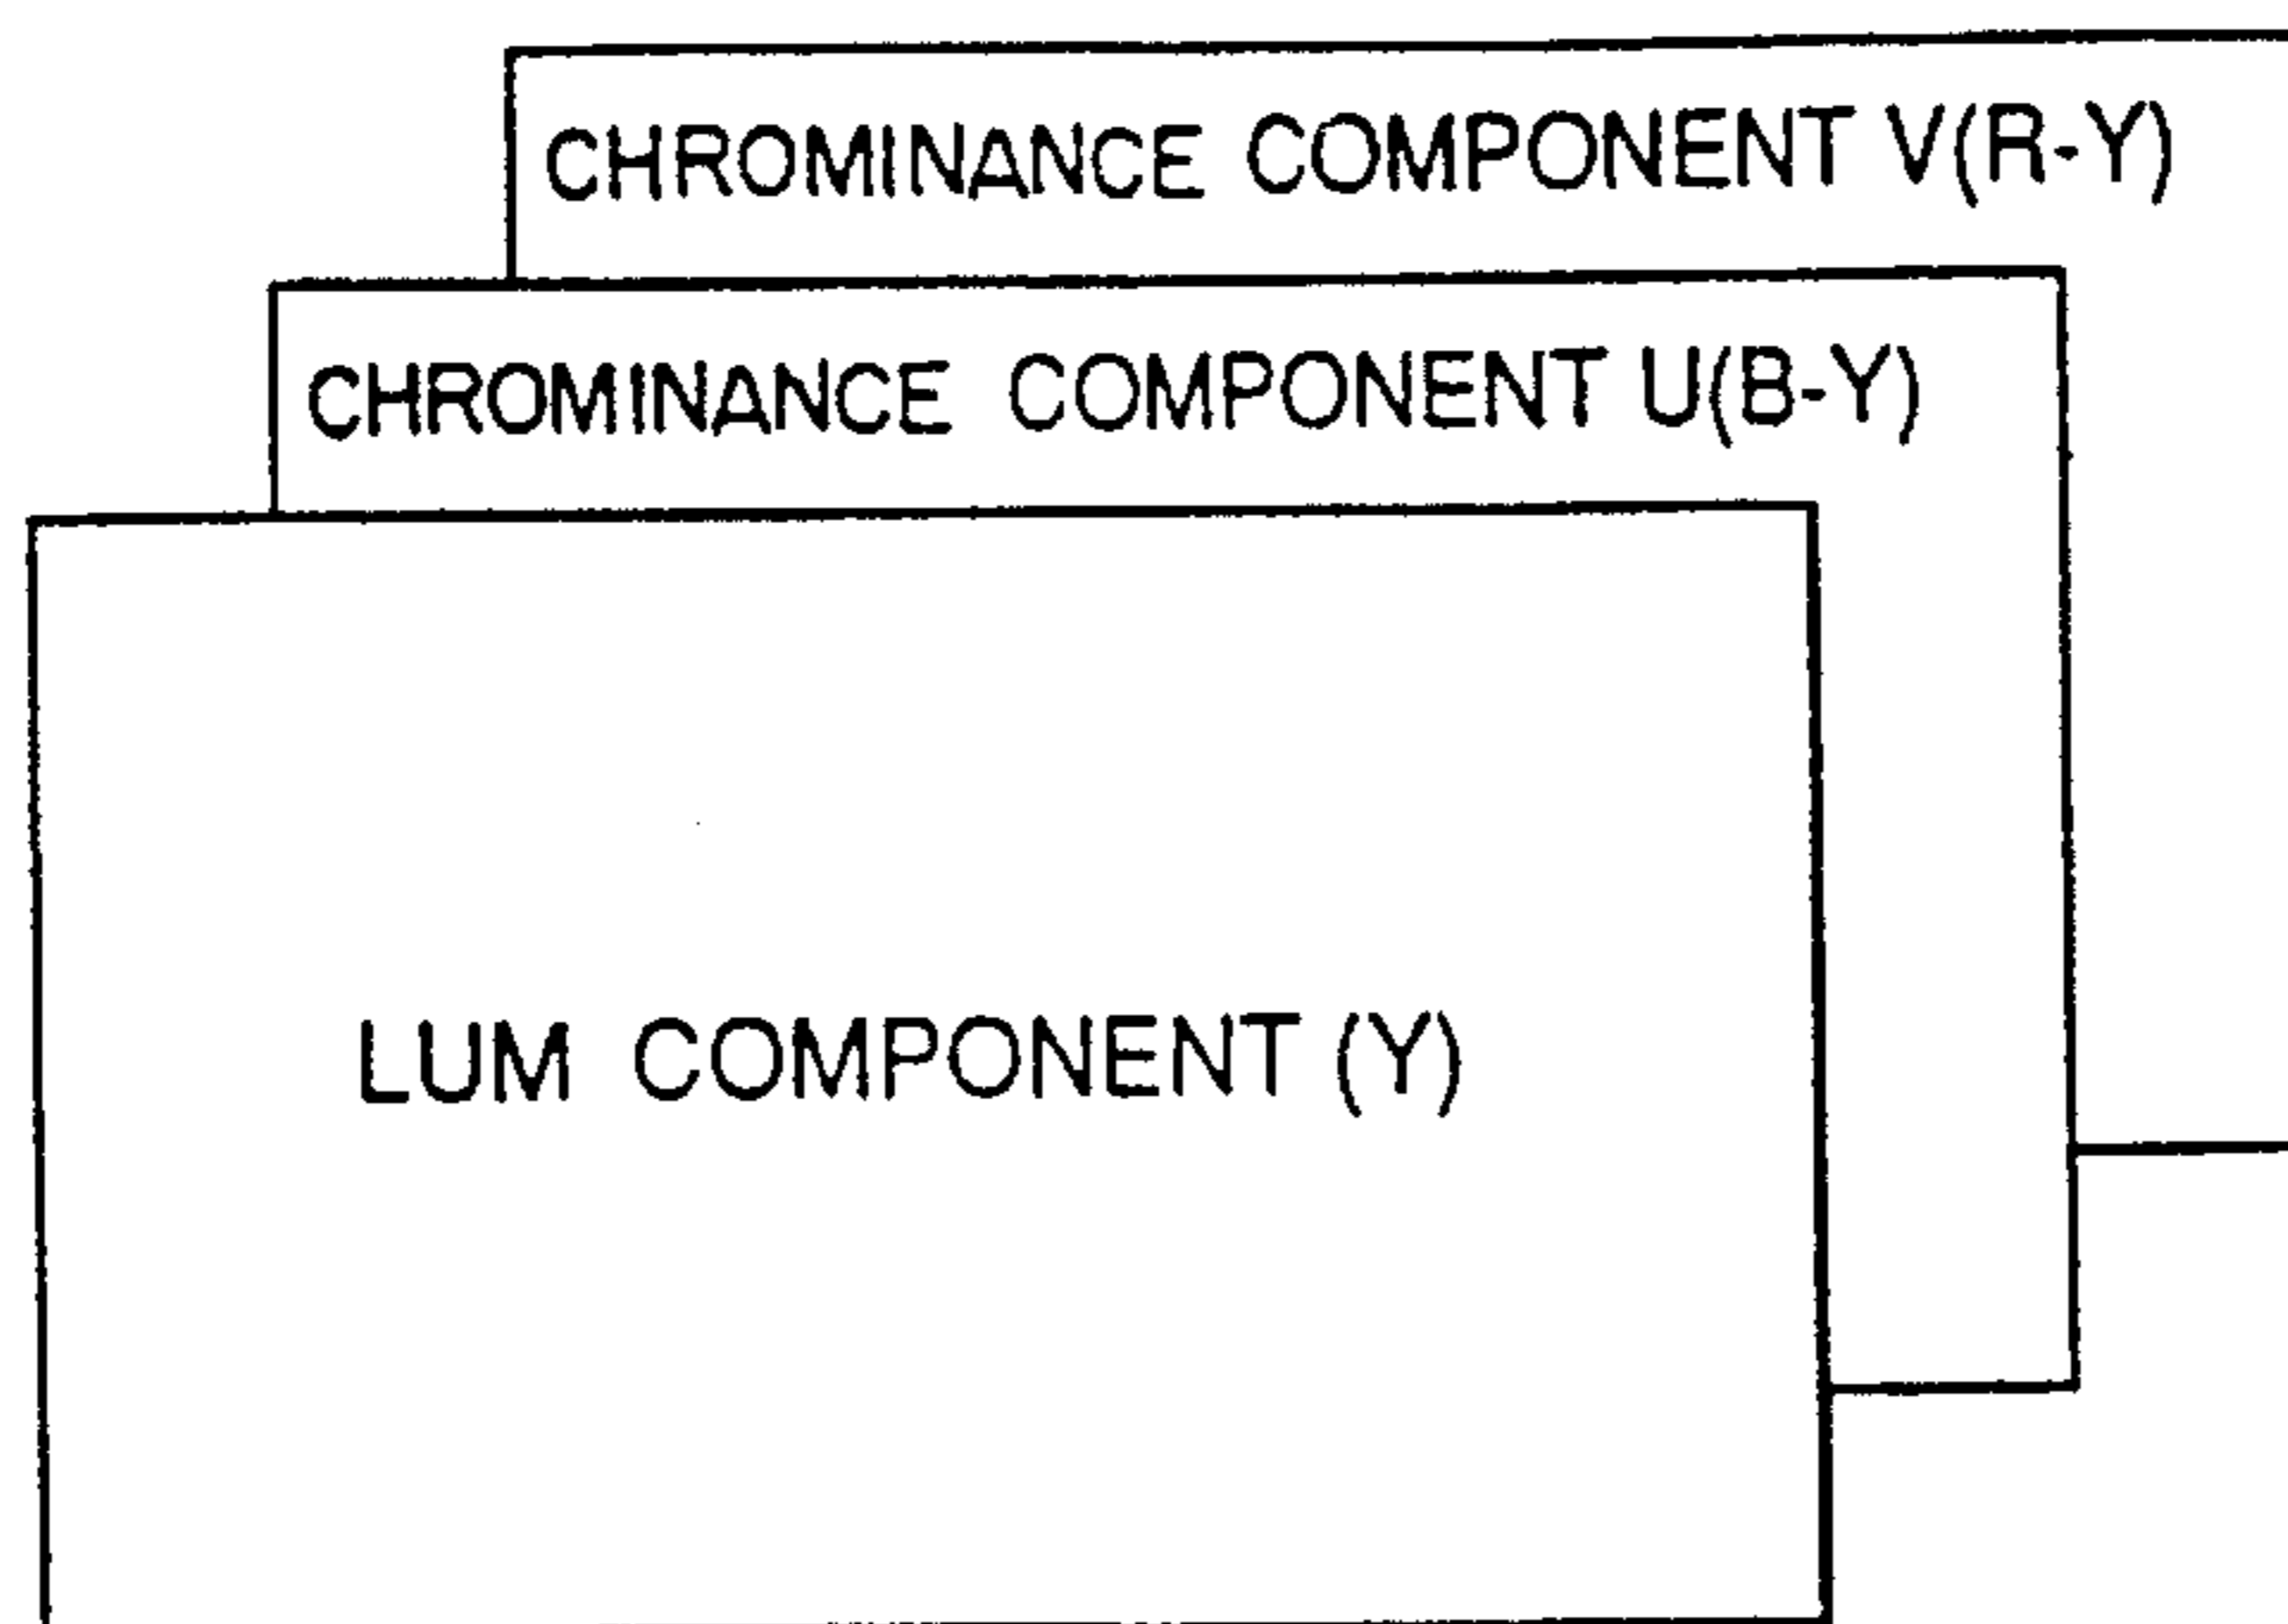 CHROMINANCE COMPONENT V(R-Y)
CHROMINANCE COMPONENT U(B-Y)
LUM COMPONENT (Y)